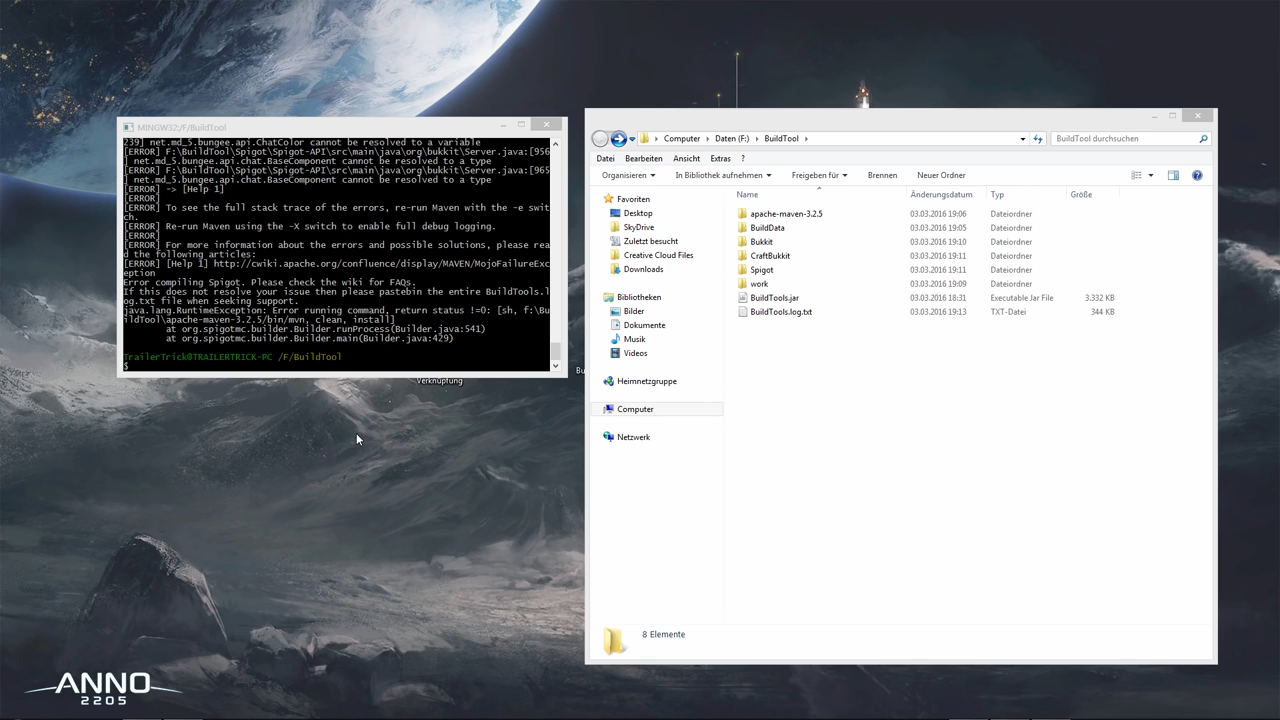 MINGW32:/F/BuildTool
239] net.md_5.bungee.api.ChatColor cannot be resolved to a variable
[ERROR] F:\BuildTool\Spigot\Spigot-API\src\main\java\org\bukkit\Server.java:[956
] net.md_5.bungee.api.chat.BaseComponent cannot be resolved to a type
[ERROR] F:\BuildTool\Spigot\Spigot-API\src\main\java\org\bukkit\Server.java:[965
] net.md_5.bungee.api.chat.BaseComponent cannot be resolved to a type
[ERROR] -> [Help 1]
[ERROR]
[ERROR] To see the full stack trace of the errors, re-run Maven with the -e swit
ch.
[ERROR] Re-run Maven using the -X switch to enable full debug logging.
[ERROR]
[ERROR] For more information about the errors and possible solutions, please rea
d the following articles:
[ERROR] [Help 1] http://cwiki.apache.org/confluence/display/MAVEN/MojoFailureExc
eption
Error compiling Spigot. Please check the wiki for FAQs.
If this does not resolve your issue then please pastebin the entire BuildTools.l
og.txt file when seeking support.
java.lang.RuntimeException: Error running command, return status !=0: [sh, f:\Bu
ildTool\apache-maven-3.2.5/bin/mvn, clean, install]
at org.spigotmc.builder.Builder.runProcess(Builder.java:541)
at org.spigotmc.builder.Builder.main(Builder.java:429)
TrailerTrick@TRAILERTRICK-PC /F/BuildTool
$
Verknüpfung
Bu
Computer Daten (F:) BuildTool
BuildTool durchsuchen
Datei Bearbeiten Ansicht Extras ?
Organisieren In Bibliothek aufnehmen Freigeben für Brennen Neuer Ordner
Favoriten
Desktop
SkyDrive
Zuletzt besucht
Creative Cloud Files
Downloads
Bibliotheken
Bilder
Dokumente
Musik
Videos
Heimnetzgruppe
Computer
Netzwerk
Name Änderungsdatum Typ Größe
apache-maven-3.2.5 03.03.2016 19:06 Dateiordner
BuildData 03.03.2016 19:05 Dateiordner
Bukkit 03.03.2016 19:10 Dateiordner
CraftBukkit 03.03.2016 19:11 Dateiordner
Spigot 03.03.2016 19:11 Dateiordner
work 03.03.2016 19:09 Dateiordner
BuildTools.jar 03.03.2016 18:31 Executable Jar File 3.332 KB
BuildTools.log.txt 03.03.2016 19:13 TXT-Datei 344 KB
8 Elemente
ANNO
2205